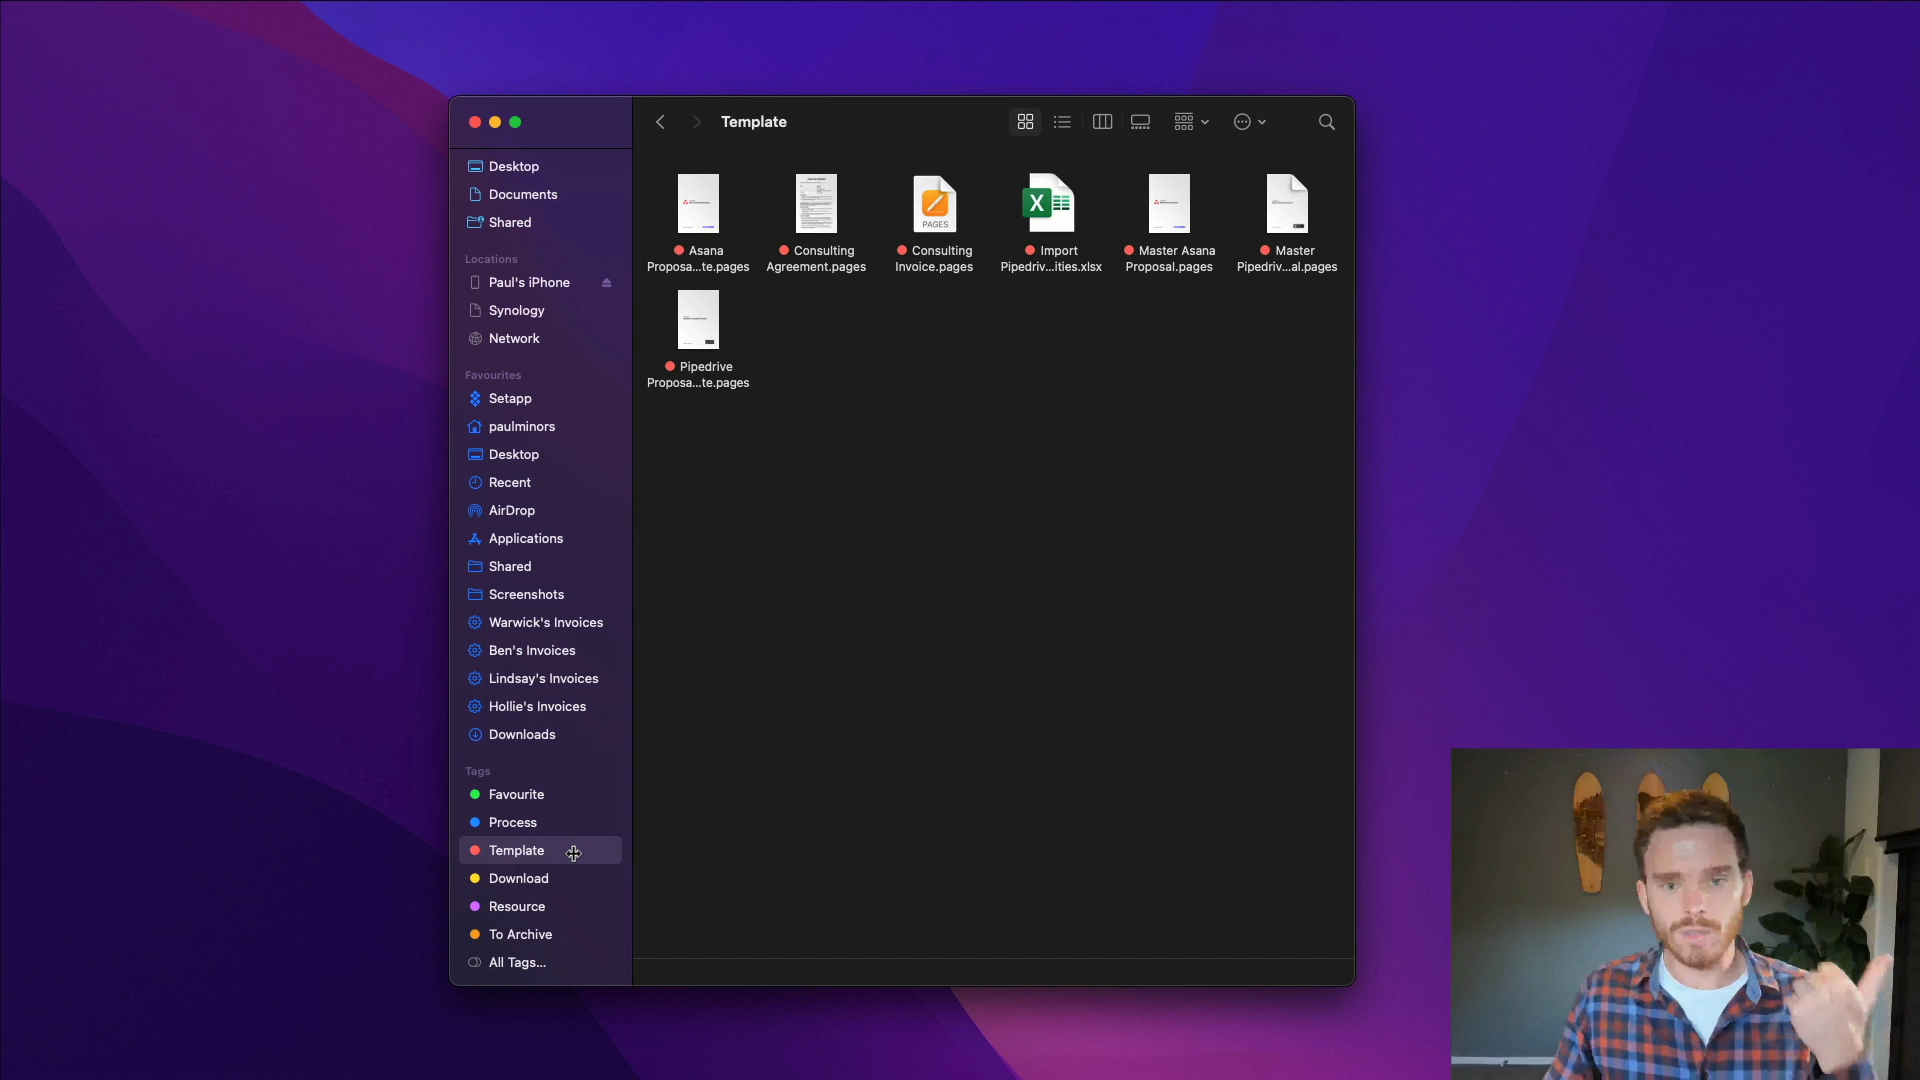 Template
Desktop
Documents
Shared
Locations
Paul's iPhone
Synology
Network
Favourites
Setapp
paulminors
Desktop
Recent
AirDrop
Applications
Shared
Screenshots
Warwick's Invoices
Ben's Invoices
Lindsay's Invoices
Hollie's Invoices
Downloads
Tags
Favourite
Process
Template
Download
Resource
To Archive
All Tags...
Asana
Proposa...te.pages
Consulting
Agreement.pages
PAGES
Consulting
Invoice.pages
X
Import
Pipedriv...ities.xlsx
Master Asana
Proposal.pages
Master
Pipedriv...al.pages
Pipedrive
Proposa...te.pages